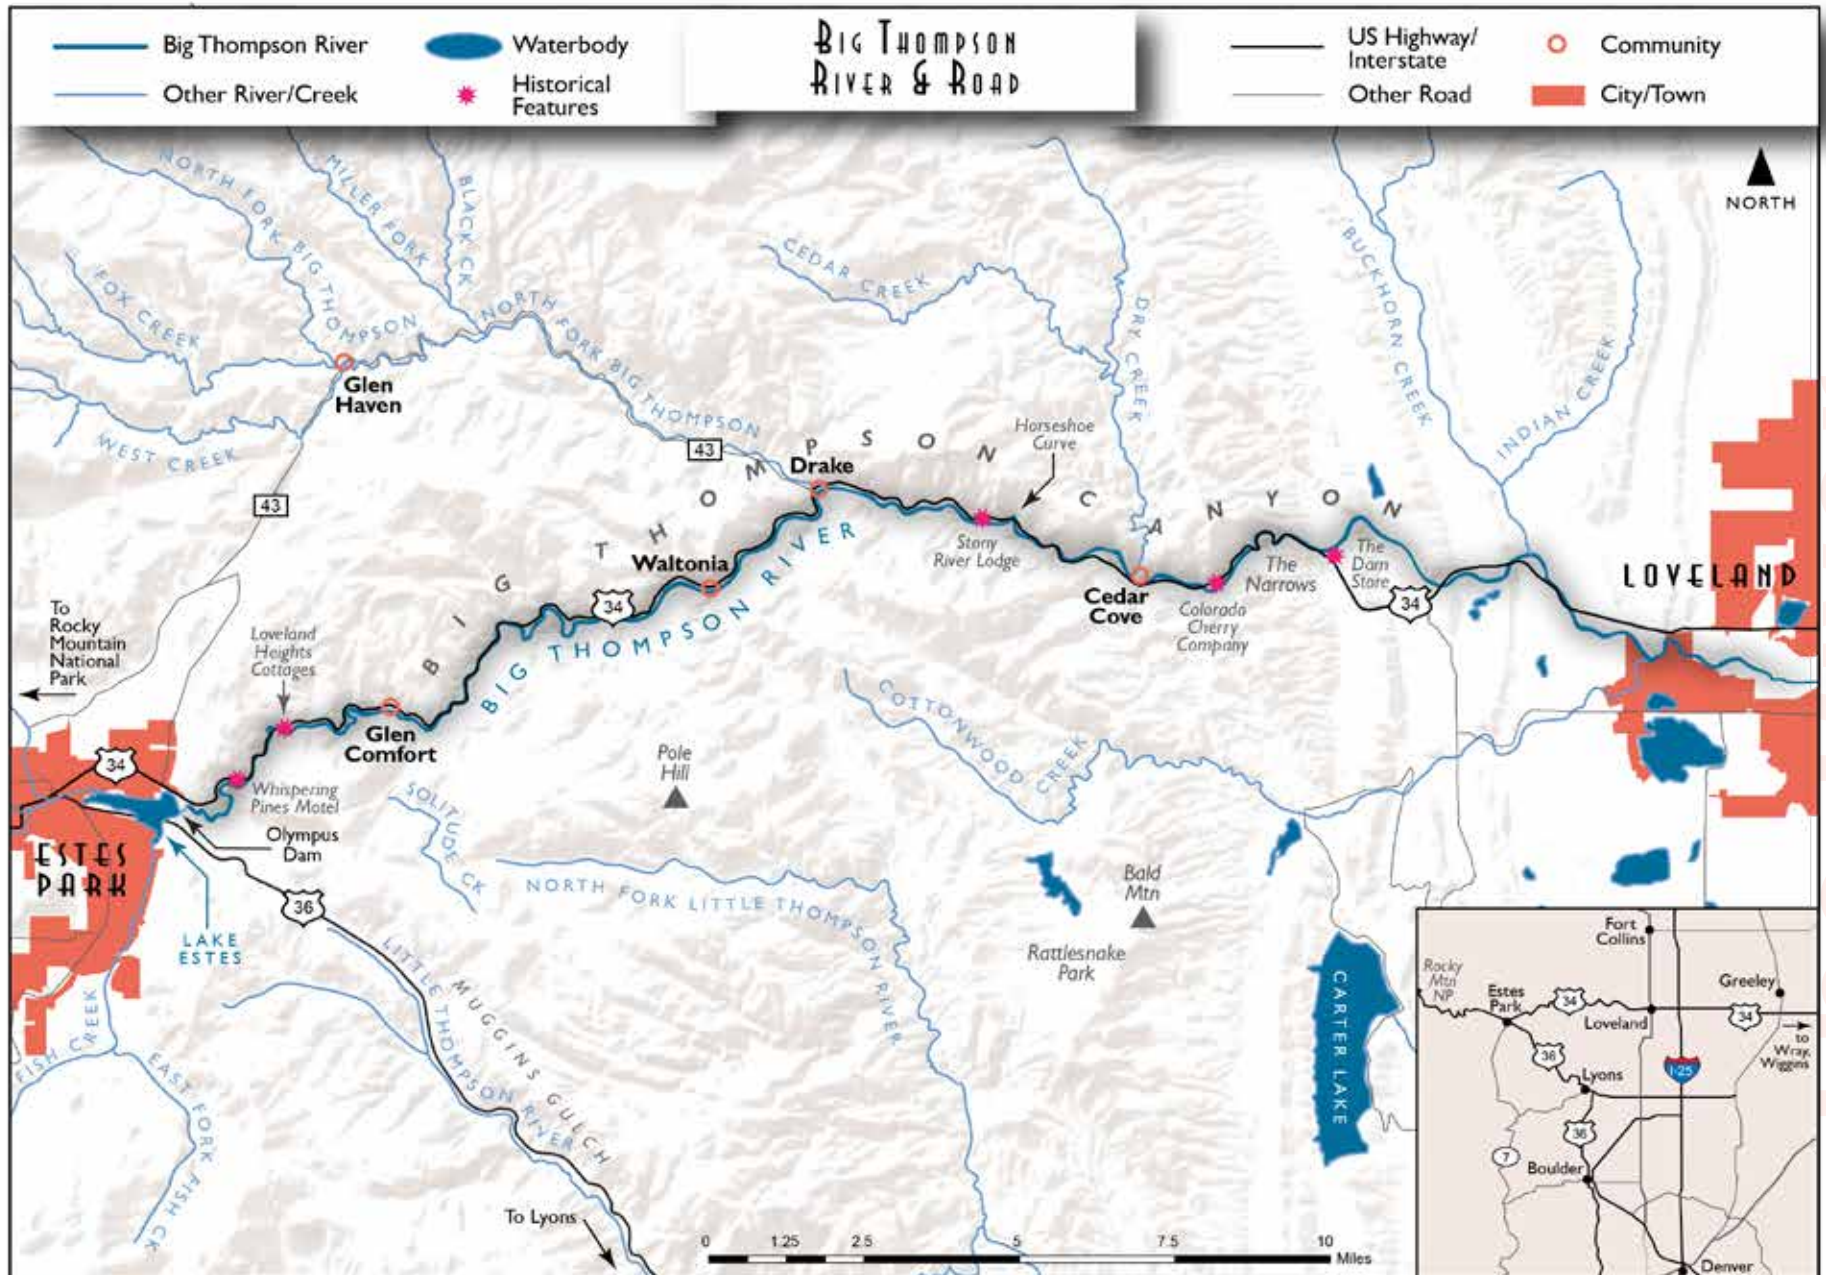 Big Thompson River
Other River/Creek
Waterbody
Historical
Features
BIG THOMPSON
RIVER & ROAD
US Highway/
Interstate
Other Road
Community
City/Town
NORTH
NORTH FORK BIG THOMPSON
MILLER FORK
BLACK CK
FOX CREEK
WEST CREEK
Glen
Haven
NORTH FORK BIG THOMPSON
CEDAR CREEK
DRY CREEK
BUCKHORN CREEK
INDIAN CREEK
43
43
BIG THOMPSON CANYON
Drake
Horseshoe
Curve
Stony
River Lodge
Waltonia
34
BIG THOMPSON RIVER
Cedar
Cove
Colorado
Cherry
Company
The
Narrows
The
Dam
Store
34
LOVELAND
To
Rocky
Mountain
National
Park
Loveland
Heights
Cottages
Glen
Comfort
34
Whispering
Pines Motel
Olympus
Dam
ESTES
PARK
LAKE
ESTES
36
Pole
Hill
SOLITUDE CK
COTTONWOOD CREEK
NORTH FORK LITTLE THOMPSON RIVER
Bald
Mtn
Rattlesnake
Park
CARTER LAKE
LITTLE THOMPSON RIVER
MUGGINS GULCH
FISH CREEK
EAST FORK FISH CK
To Lyons
0 1.25 2.5 5 7.5 10
Miles
Fort
Collins
Rocky
Mtn
NP
Estes
Park
34
Loveland
Greeley
34
to
Wray,
Wiggins
36
Lyons
I-25
36
7
Boulder
Denver